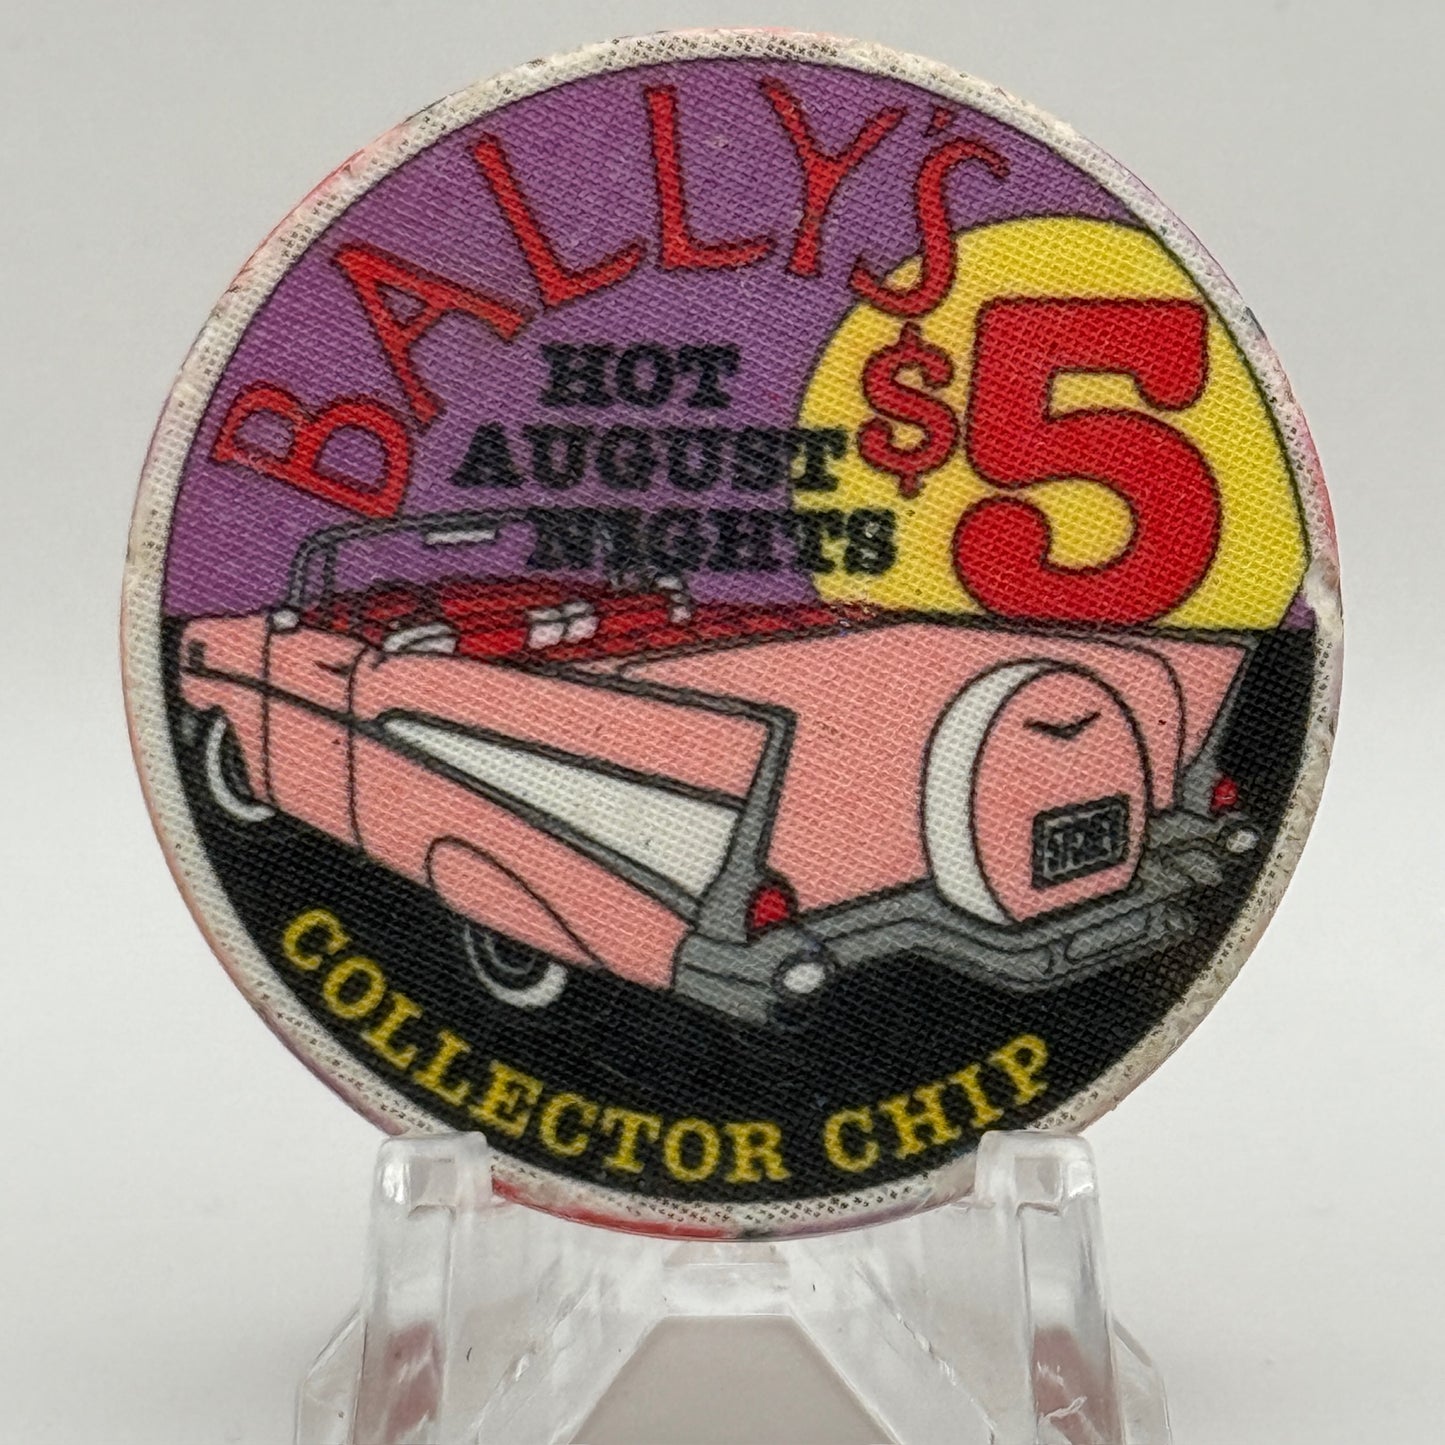 BALLY'S
$5
HOT
AUGUST
NIGHTS
COLLECTOR CHIP